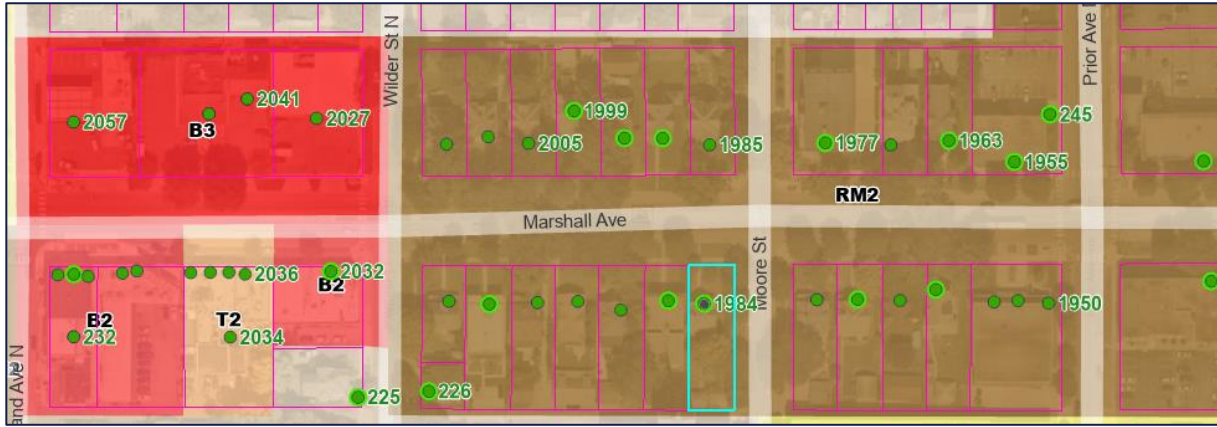 Wilder St N
Prior Ave
2057
2041
2027
B3
1999
2005
1985
1977
1963
245
1955
RM2
Marshall Ave
Moore St
2036
2032
B2
B2
T2
232
2034
225
226
1984
1950
and Ave N